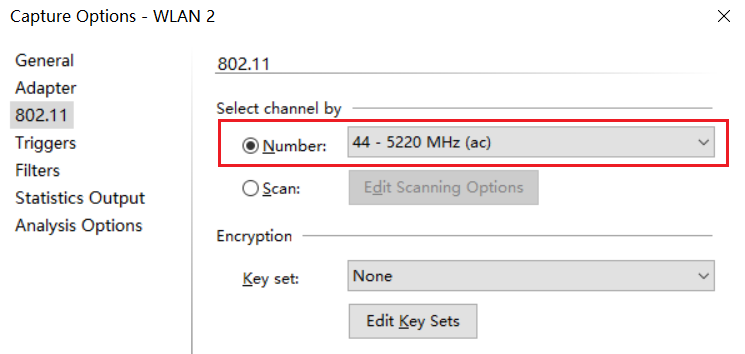 Capture Options - WLAN 2
General
Adapter
802.11
Triggers
Filters
Statistics Output
Analysis Options
802.11
Select channel by
Number: 44 - 5220 MHz (ac)
Scan: Edit Scanning Options
Encryption
Key set: None
Edit Key Sets